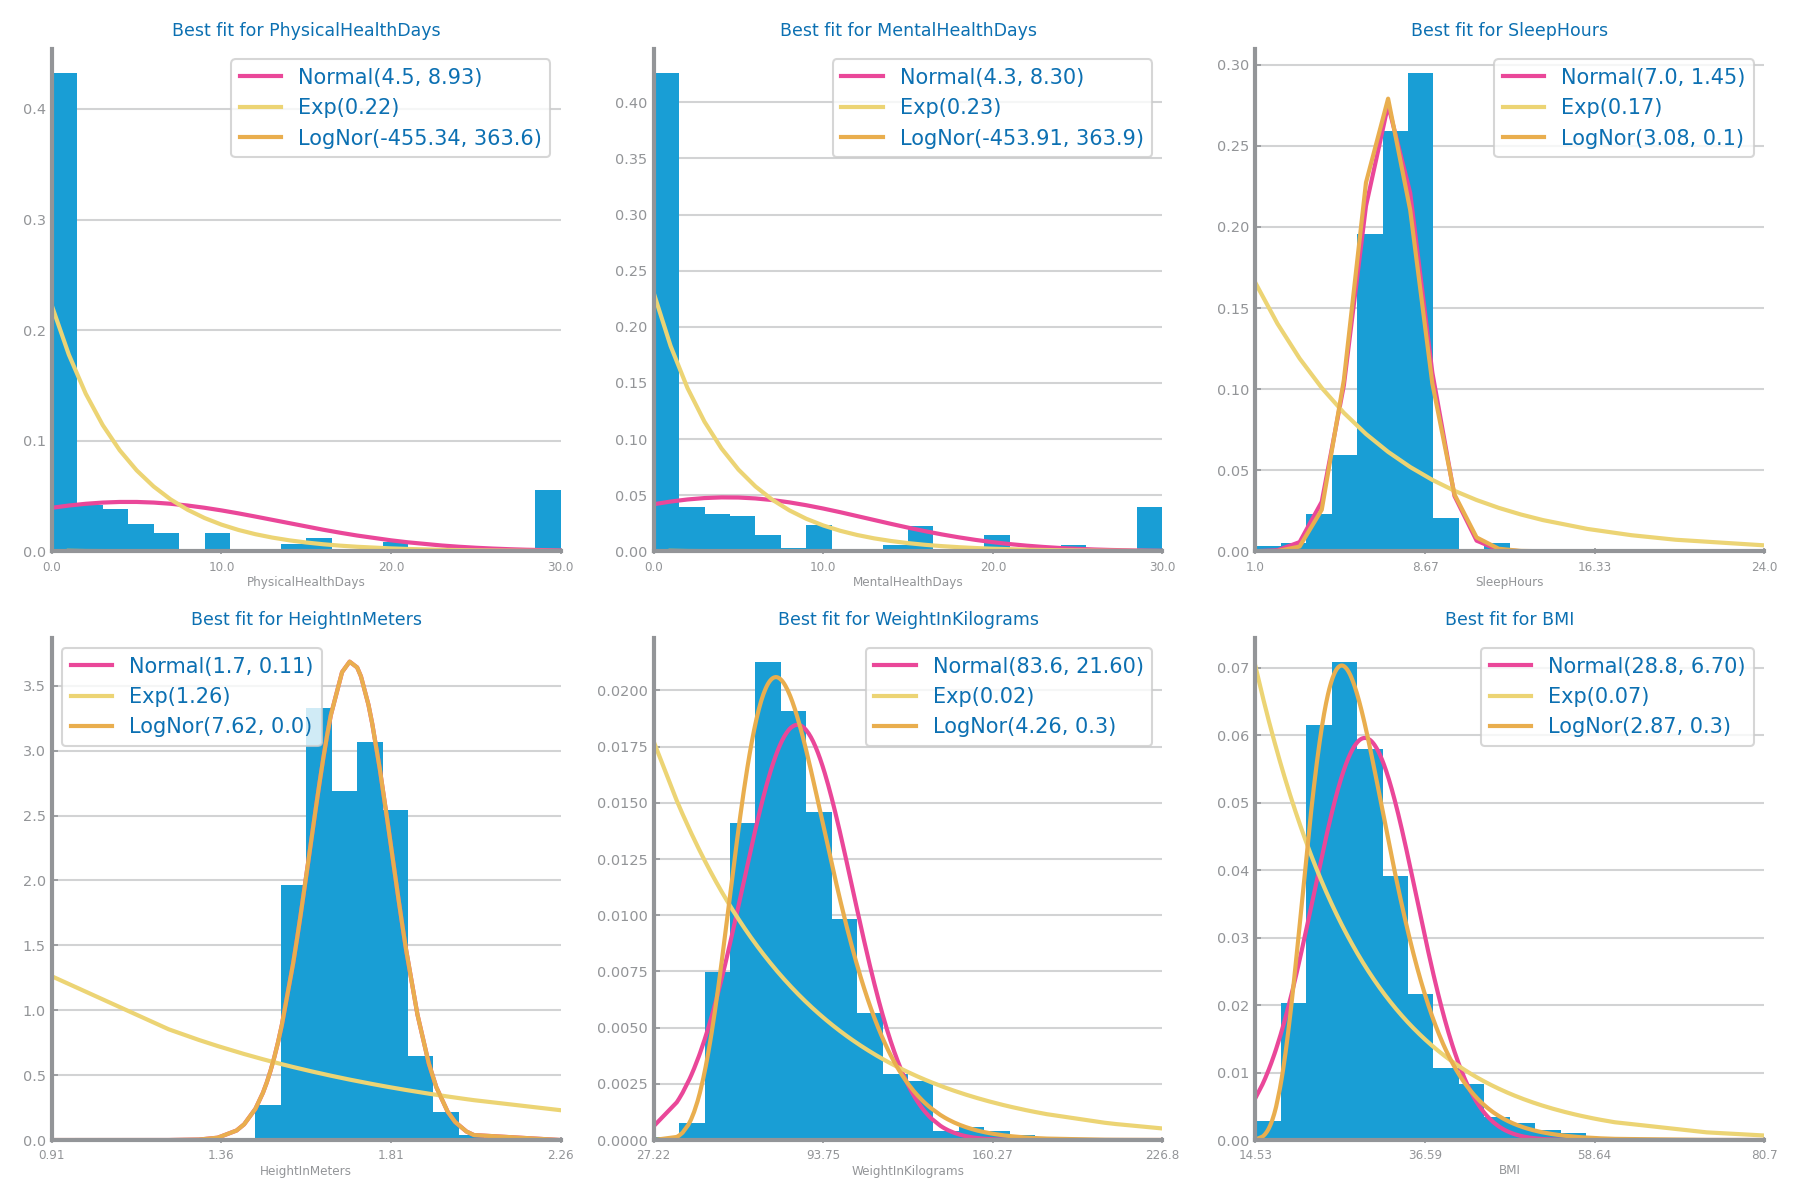 Best fit for PhysicalHealthDays
Normal(4.5, 8.93)
Exp(0.22)
LogNor(-455.34, 363.6)
0.4
0.3
0.2
0.1
0.0
0.0 10.0 20.0 30.0
PhysicalHealthDays
Best fit for MentalHealthDays
Normal(4.3, 8.30)
Exp(0.23)
LogNor(-453.91, 363.9)
0.40
0.35
0.30
0.25
0.20
0.15
0.10
0.05
0.00
0.0 10.0 20.0 30.0
MentalHealthDays
Best fit for SleepHours
Normal(7.0, 1.45)
Exp(0.17)
LogNor(3.08, 0.1)
0.30
0.25
0.20
0.15
0.10
0.05
0.00
1.0 8.67 16.33 24.0
SleepHours
Best fit for HeightInMeters
Normal(1.7, 0.11)
Exp(1.26)
LogNor(7.62, 0.0)
3.5
3.0
2.5
2.0
1.5
1.0
0.5
0.0
0.91 1.36 1.81 2.26
HeightInMeters
Best fit for WeightInKilograms
Normal(83.6, 21.60)
Exp(0.02)
LogNor(4.26, 0.3)
0.0200
0.0175
0.0150
0.0125
0.0100
0.0075
0.0050
0.0025
0.0000
27.22 93.75 160.27 226.8
WeightInKilograms
Best fit for BMI
Normal(28.8, 6.70)
Exp(0.07)
LogNor(2.87, 0.3)
0.07
0.06
0.05
0.04
0.03
0.02
0.01
0.00
14.53 36.59 58.64 80.7
BMI